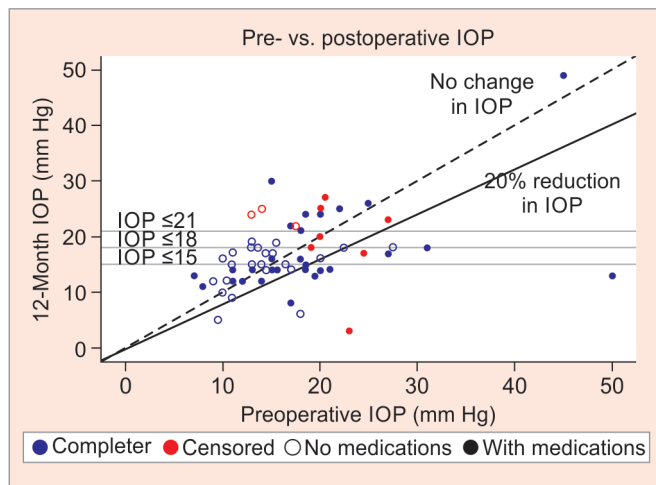 Pre- vs. postoperative IOP
12-Month IOP (mm Hg)
50
40
30
20
10
0
No change
in IOP
20% reduction
in IOP
IOP ≤21
IOP ≤18
IOP ≤15
0 10 20 30 40 50
Preoperative IOP (mm Hg)
Completer Censored No medications With medications